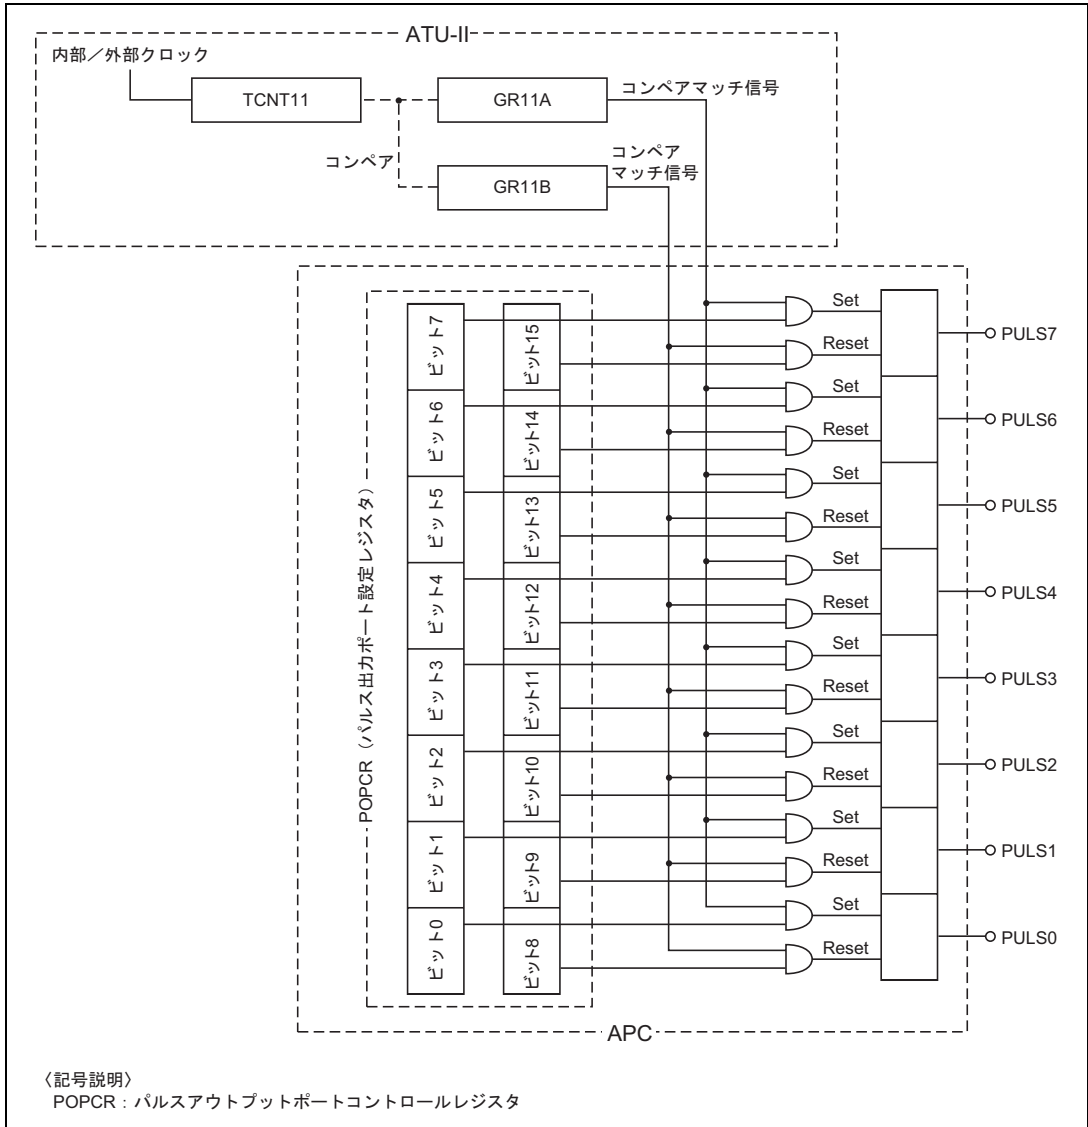 ATU-II
内部／外部クロック
TCNT11
GR11A
コンペアマッチ信号
コンペア
GR11B
コンペア
マッチ信号
POPCR（パルス出力ポート設定レジスタ）
ビット7
ビット6
ビット5
ビット4
ビット3
ビット2
ビット1
ビット0
ビット15
ビット14
ビット13
ビット12
ビット11
ビット10
ビット9
ビット8
Set
PULS7
Reset
Set
PULS6
Reset
Set
PULS5
Reset
Set
PULS4
Reset
Set
PULS3
Reset
Set
PULS2
Reset
Set
PULS1
Reset
Set
PULS0
Reset
APC
〈記号説明〉
POPCR：パルスアウトプットポートコントロールレジスタ